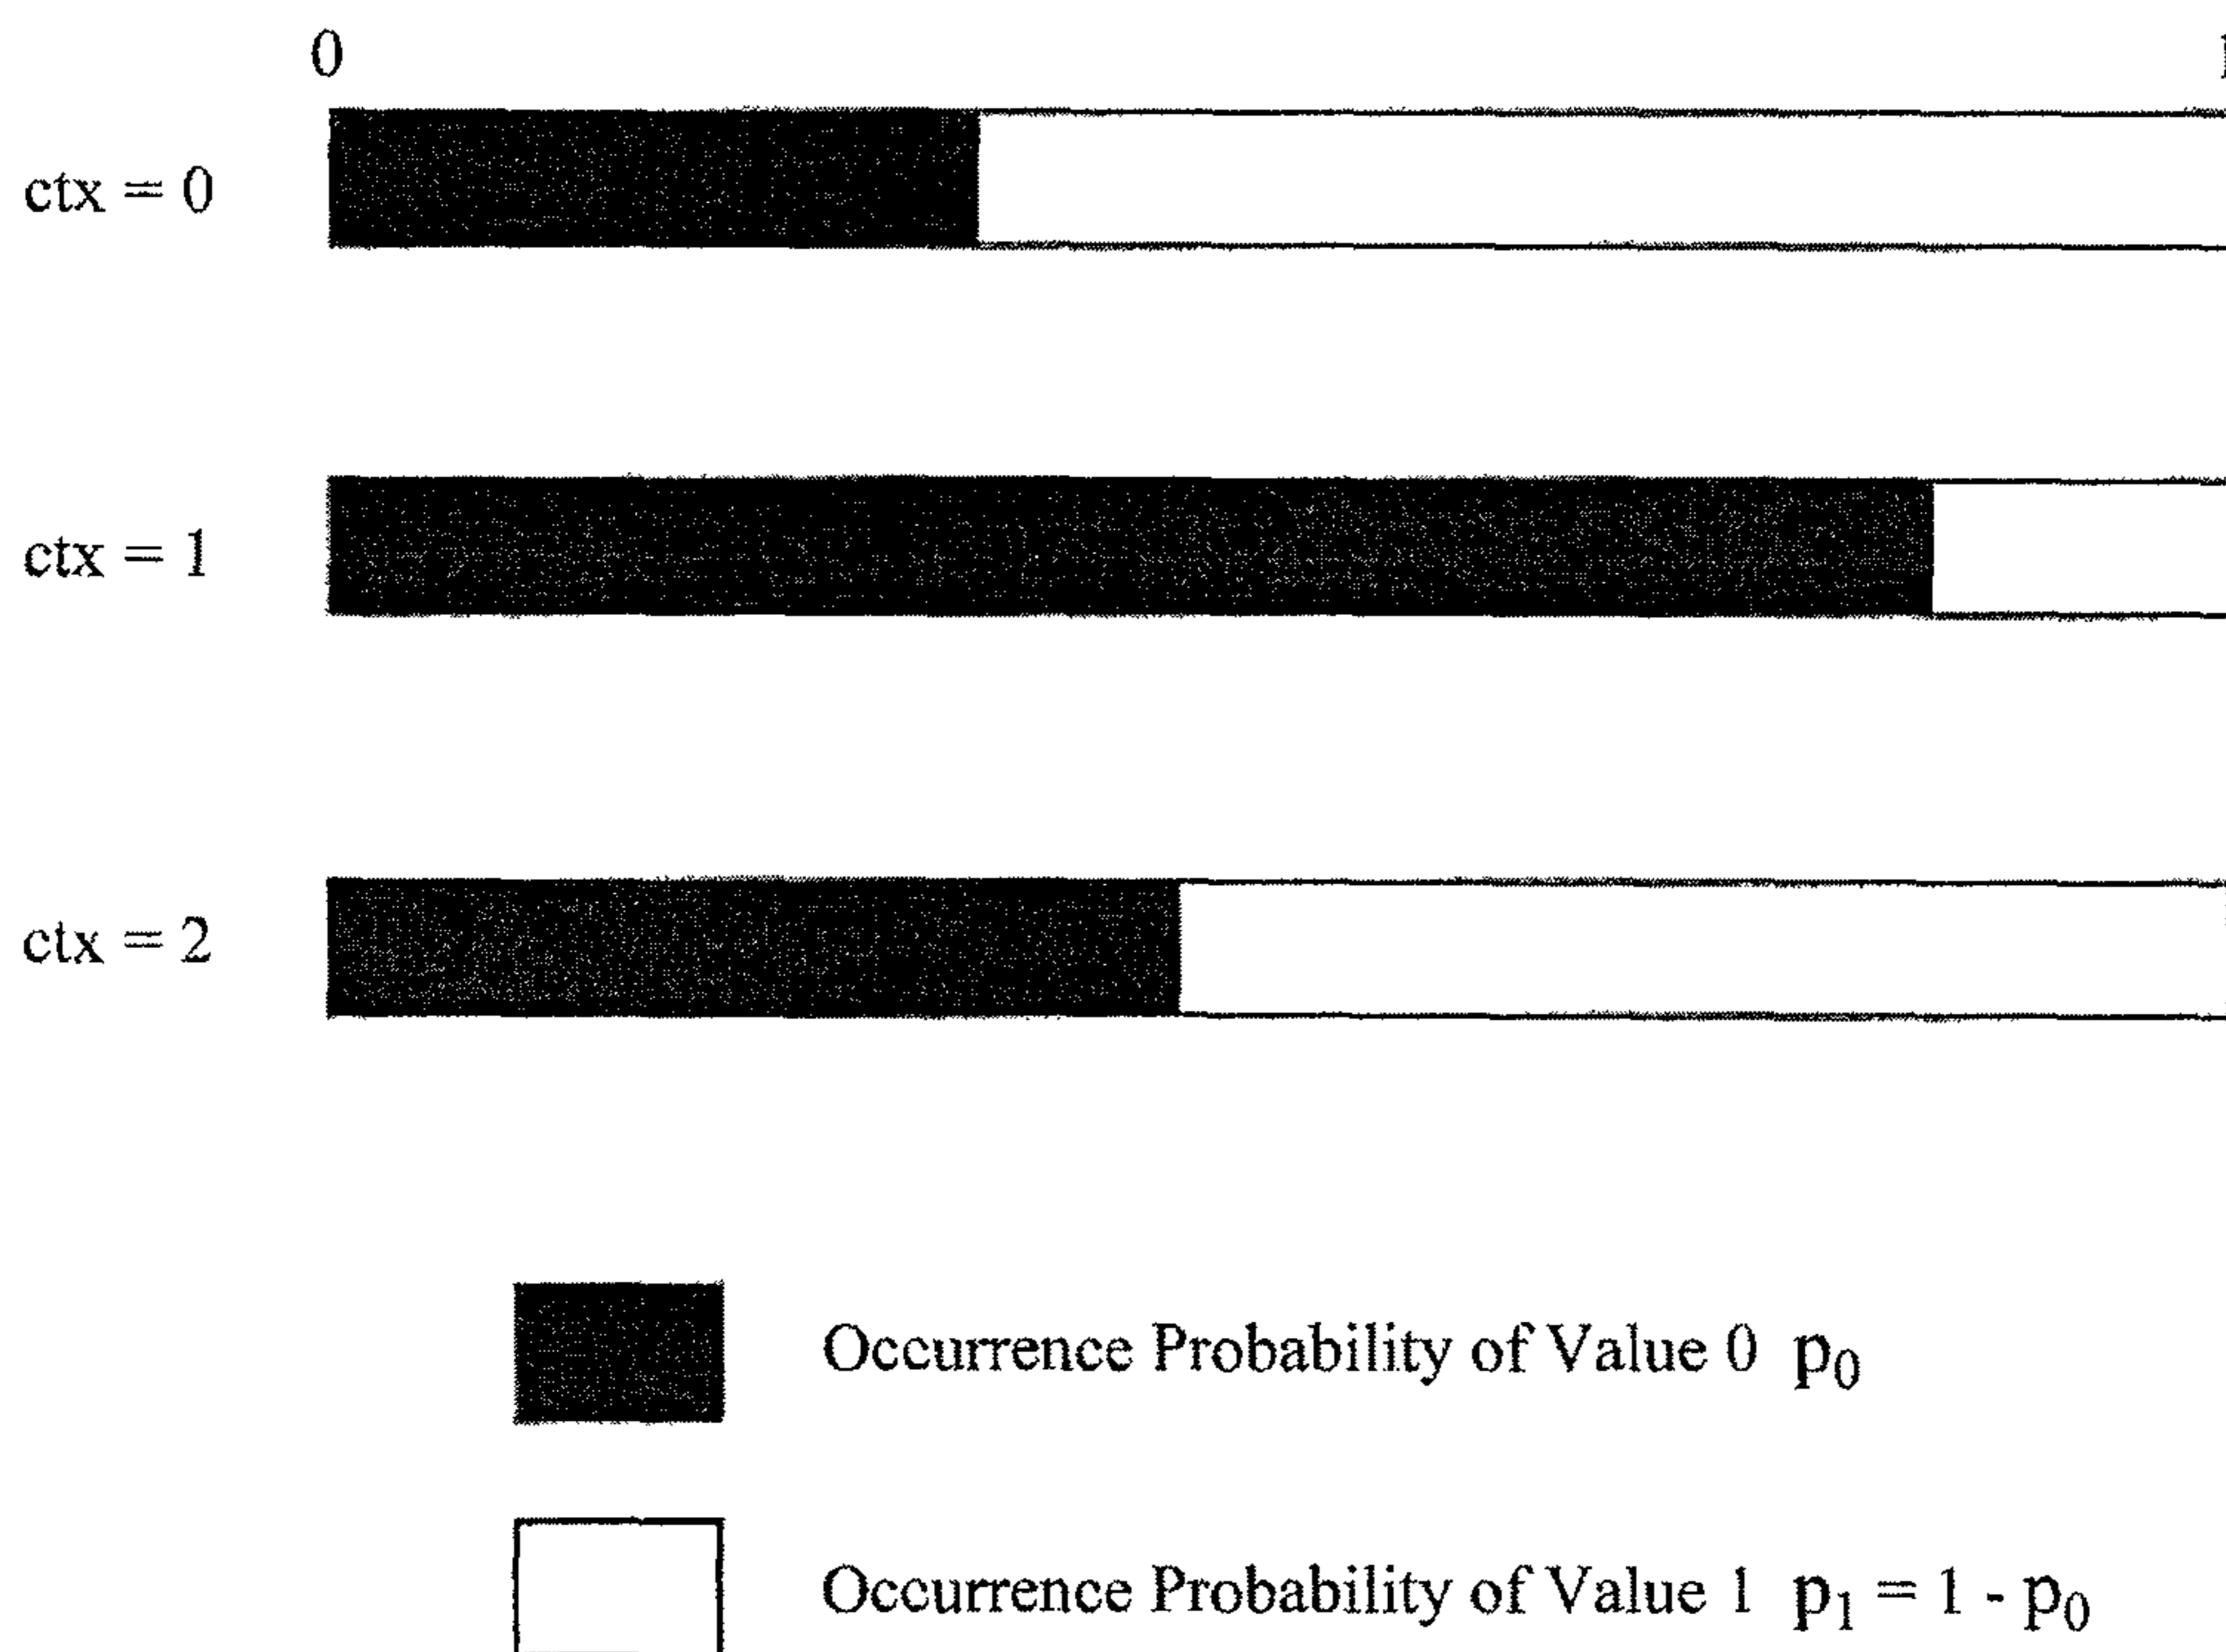 0 1
ctx = 0
ctx = 1
ctx = 2
Occurrence Probability of Value 0 p₀
Occurrence Probability of Value 1 p₁ = 1 - p₀